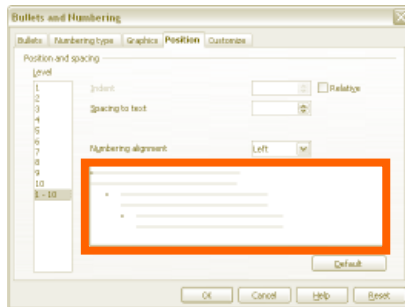 Bullets and Numbering
Bullets Numbering type Graphics Position Customize
Position and spacing
Level
1
2
3
4
5
6
7
8
9
10
1 - 10
Indent
Relative
Spacing to text
Numbering alignment Left
Default
OK Cancel Help Reset